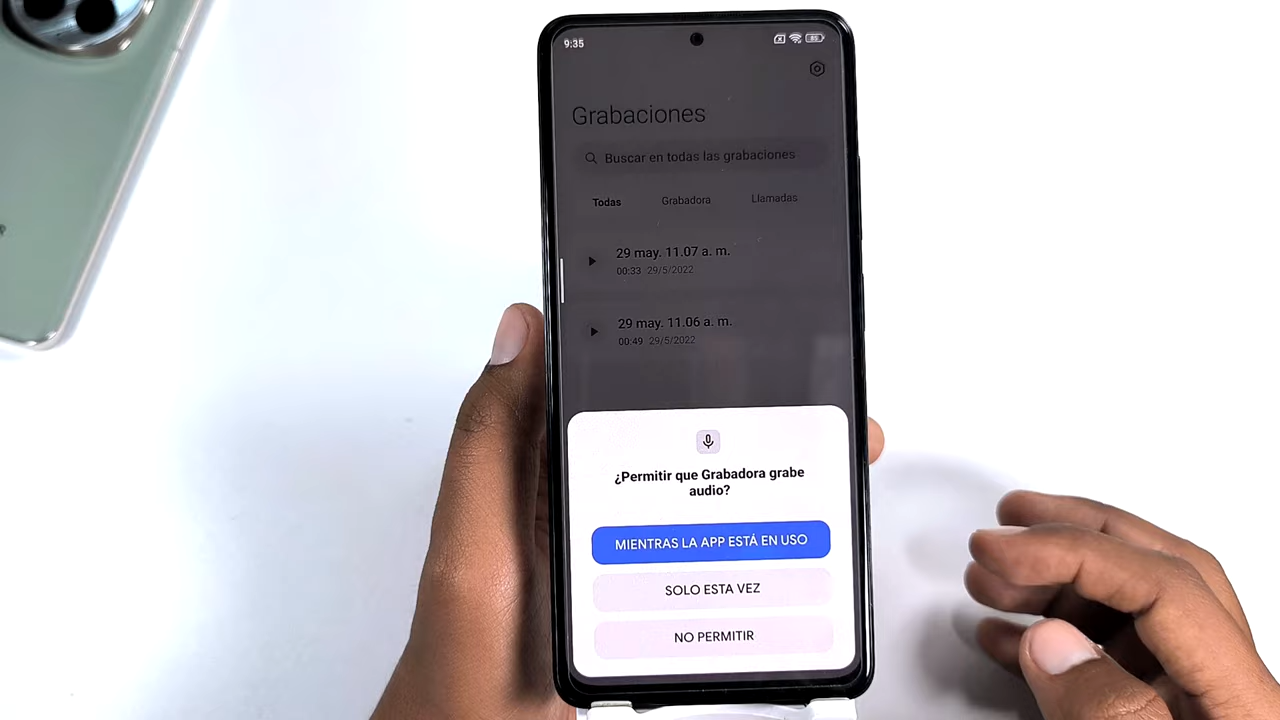 9:35
85
Grabaciones
Buscar en todas las grabaciones
Todas Grabadora Llamadas
29 may. 11.07 a. m.
00:33 29/5/2022
29 may. 11.06 a. m.
00:49 29/5/2022
¿Permitir que Grabadora grabe
audio?
MIENTRAS LA APP ESTÁ EN USO
SOLO ESTA VEZ
NO PERMITIR